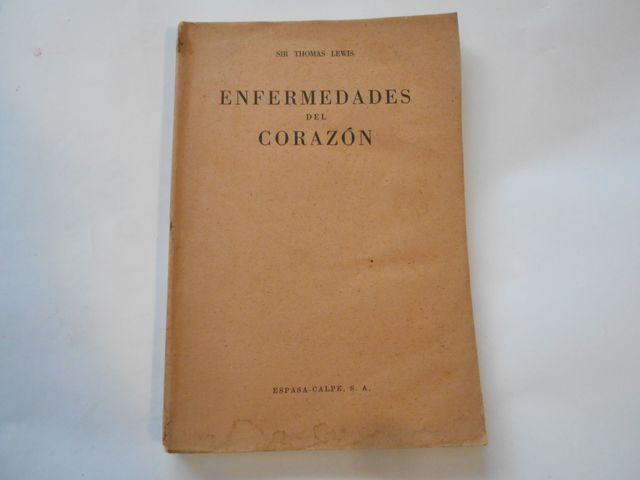 SIR THOMAS LEWIS
ENFERMEDADES
DEL
CORAZÓN
ESPASA-CALPE, S. A.